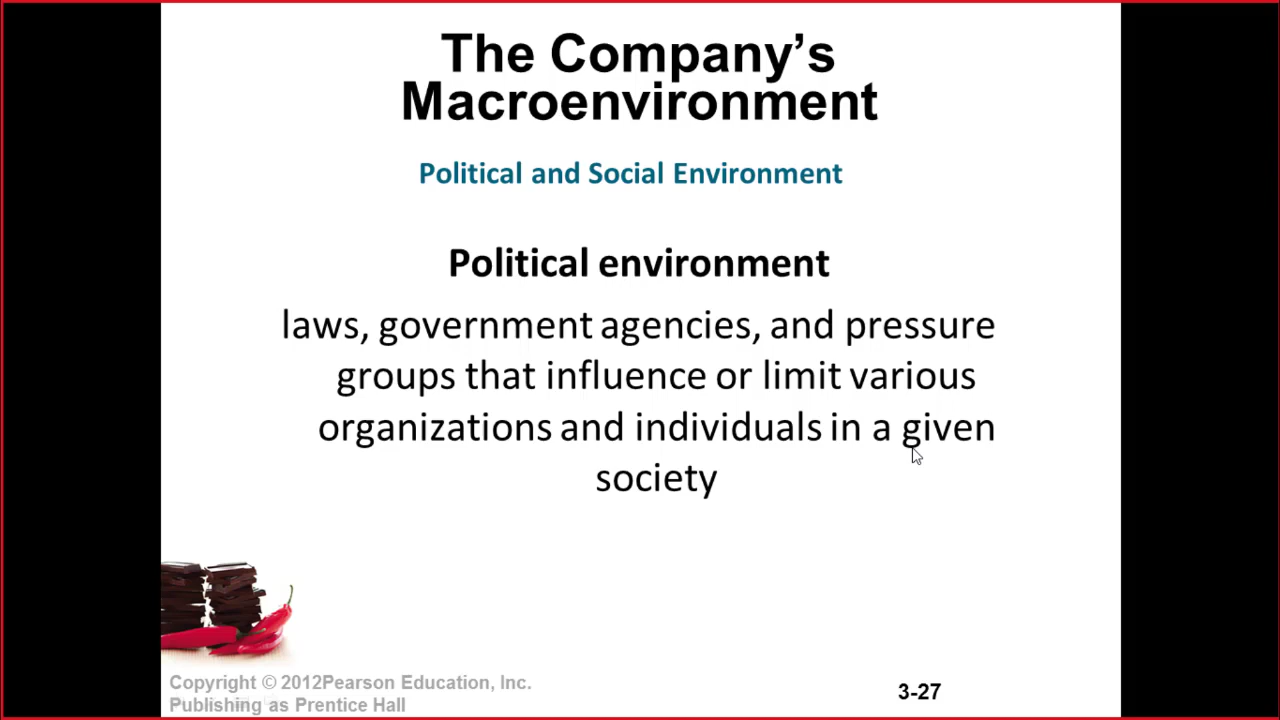 The Company’s
Macroenvironment
Political and Social Environment
Political environment
laws, government agencies, and pressure
groups that influence or limit various
organizations and individuals in a given
society
Copyright © 2012Pearson Education, Inc.
Publishing as Prentice Hall
3-27